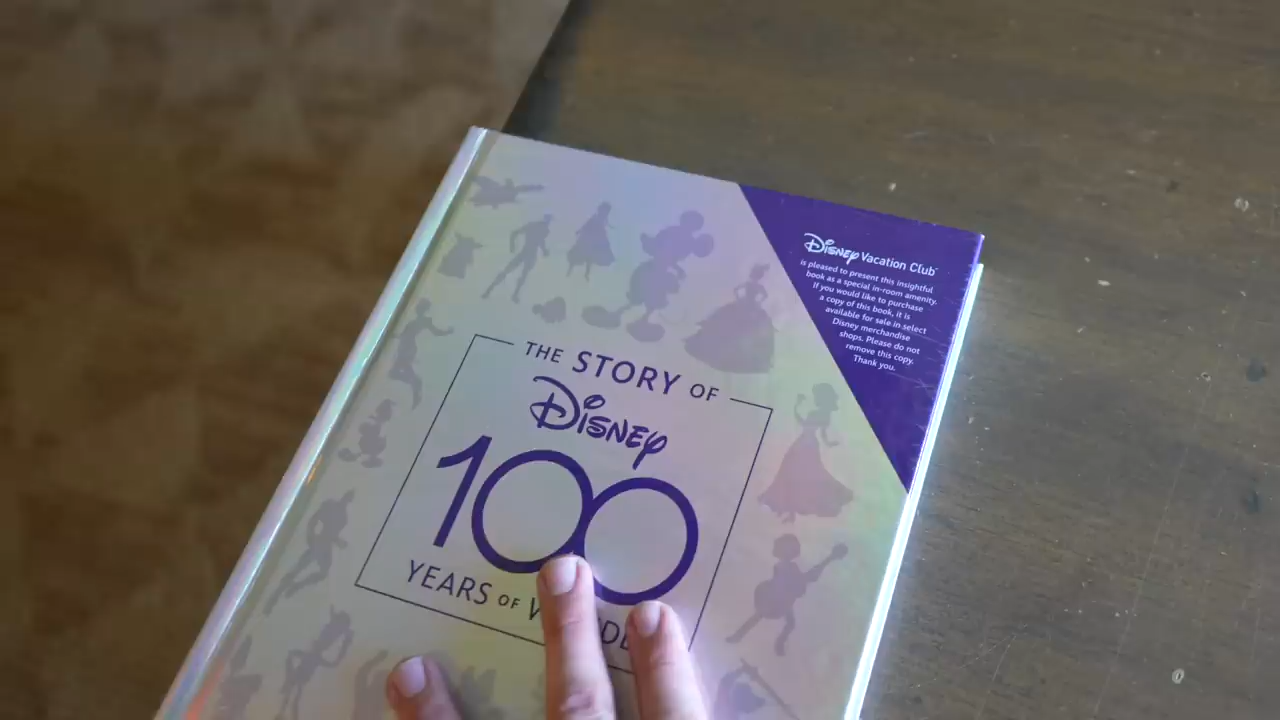 Disney Vacation Club
is pleased to present this insightful
book as a special in-room amenity.
If you would like to purchase
a copy of this book, it is
available for sale in select
Disney merchandise
shops. Please do not
remove this copy.
Thank you.
THE STORY OF
Disney
100
YEARS OF